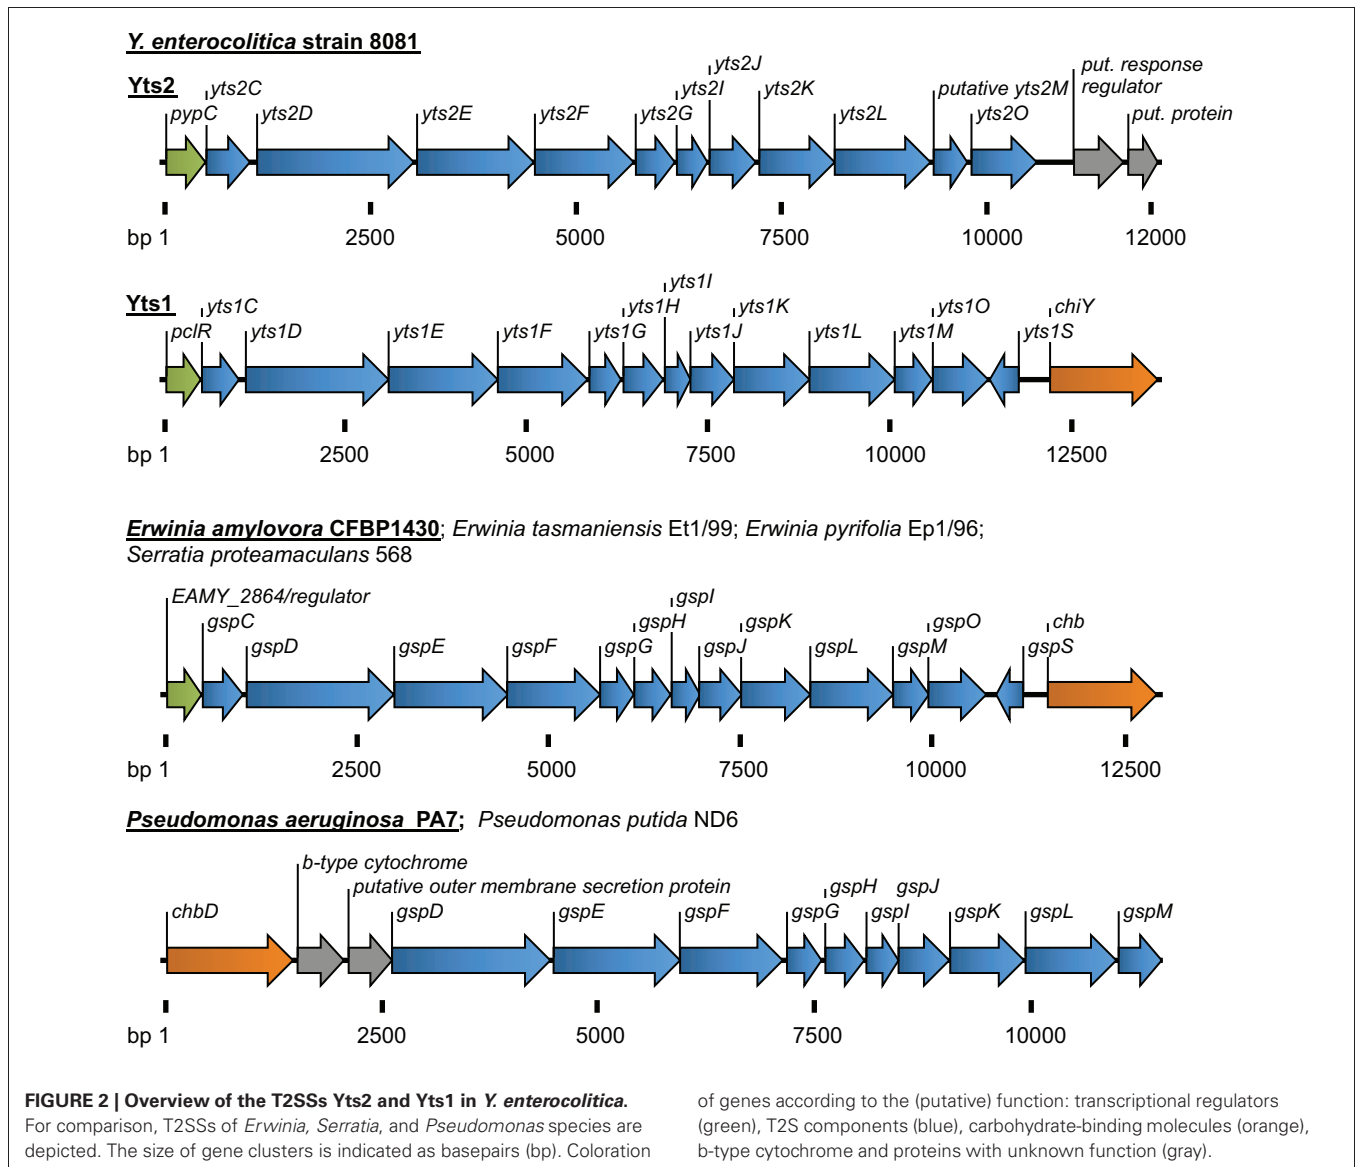 Y. enterocolitica strain 8081
Yts2
pypC yts2C yts2D yts2E yts2F yts2G yts2I yts2J yts2K yts2L putative yts2M yts2O put. response regulator put. protein
bp 1 2500 5000 7500 10000 12000
Yts1
pclR yts1C yts1D yts1E yts1F yts1G yts1H yts1I yts1J yts1K yts1L yts1M yts1O yts1S chiY
bp 1 2500 5000 7500 10000 12500
Erwinia amylovora CFBP1430; Erwinia tasmaniensis Et1/99; Erwinia pyrifolia Ep1/96;
Serratia proteamaculans 568
EAMY_2864/regulator gspC gspD gspE gspF gspG gspH gspI gspJ gspK gspL gspM gspO gspS chb
bp 1 2500 5000 7500 10000 12500
Pseudomonas aeruginosa PA7; Pseudomonas putida ND6
chbD b-type cytochrome putative outer membrane secretion protein gspD gspE gspF gspG gspH gspI gspJ gspK gspL gspM
bp 1 2500 5000 7500 10000
FIGURE 2 | Overview of the T2SSs Yts2 and Yts1 in Y. enterocolitica.
For comparison, T2SSs of Erwinia, Serratia, and Pseudomonas species are
depicted. The size of gene clusters is indicated as basepairs (bp). Coloration
of genes according to the (putative) function: transcriptional regulators
(green), T2S components (blue), carbohydrate-binding molecules (orange),
b-type cytochrome and proteins with unknown function (gray).